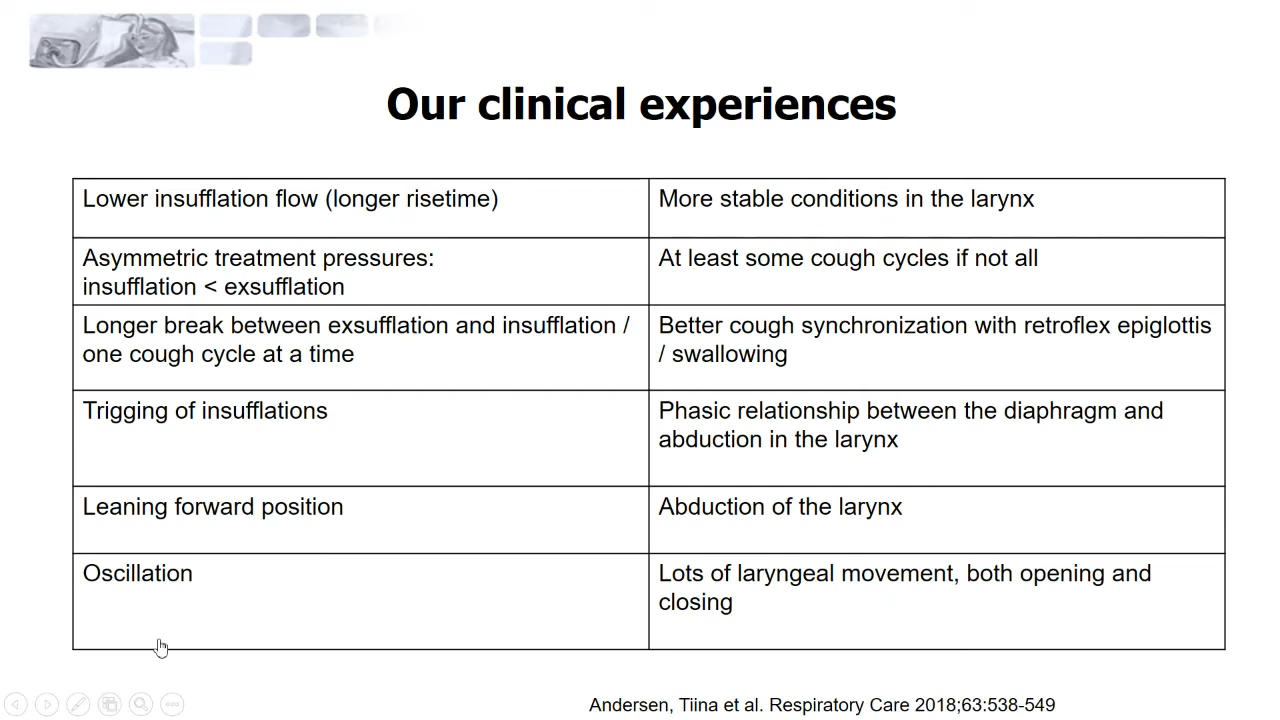 Our clinical experiences
Lower insufflation flow (longer risetime)
More stable conditions in the larynx
Asymmetric treatment pressures:
insufflation < exsufflation
At least some cough cycles if not all
Longer break between exsufflation and insufflation /
one cough cycle at a time
Better cough synchronization with retroflex epiglottis
/ swallowing
Trigging of insufflations
Phasic relationship between the diaphragm and
abduction in the larynx
Leaning forward position
Abduction of the larynx
Oscillation
Lots of laryngeal movement, both opening and
closing
Andersen, Tiina et al. Respiratory Care 2018;63:538-549